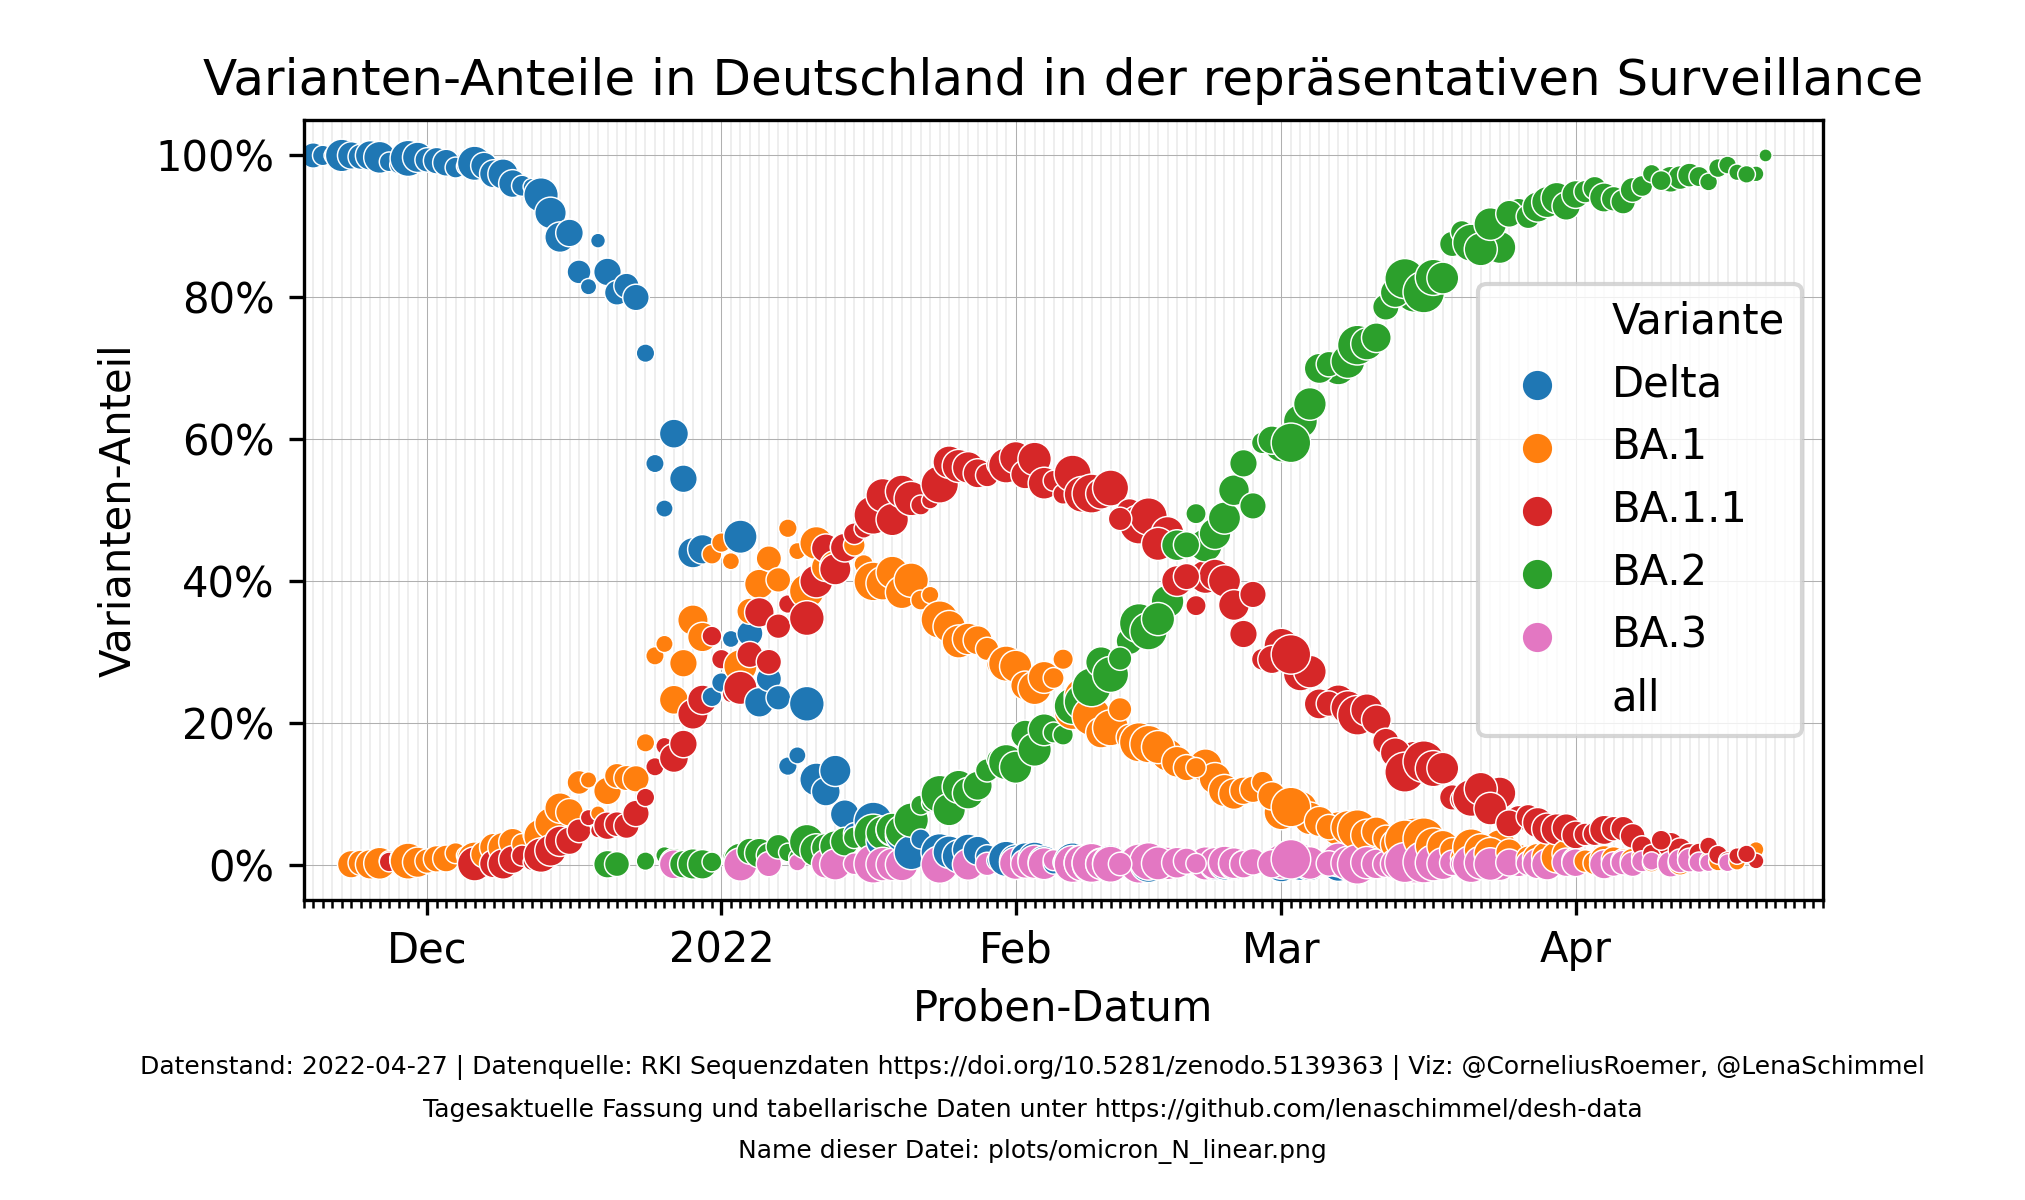 Varianten-Anteile in Deutschland in der repräsentativen Surveillance
100%
80%
60%
40%
20%
0%
Varianten-Anteil
Variante
Delta
BA.1
BA.1.1
BA.2
BA.3
all
Dec
2022
Feb
Mar
Apr
Proben-Datum
Datenstand: 2022-04-27 | Datenquelle: RKI Sequenzdaten https://doi.org/10.5281/zenodo.5139363 | Viz: @CorneliusRoemer, @LenaSchimmel
Tagesaktuelle Fassung und tabellarische Daten unter https://github.com/lenaschimmel/desh-data
Name dieser Datei: plots/omicron_N_linear.png